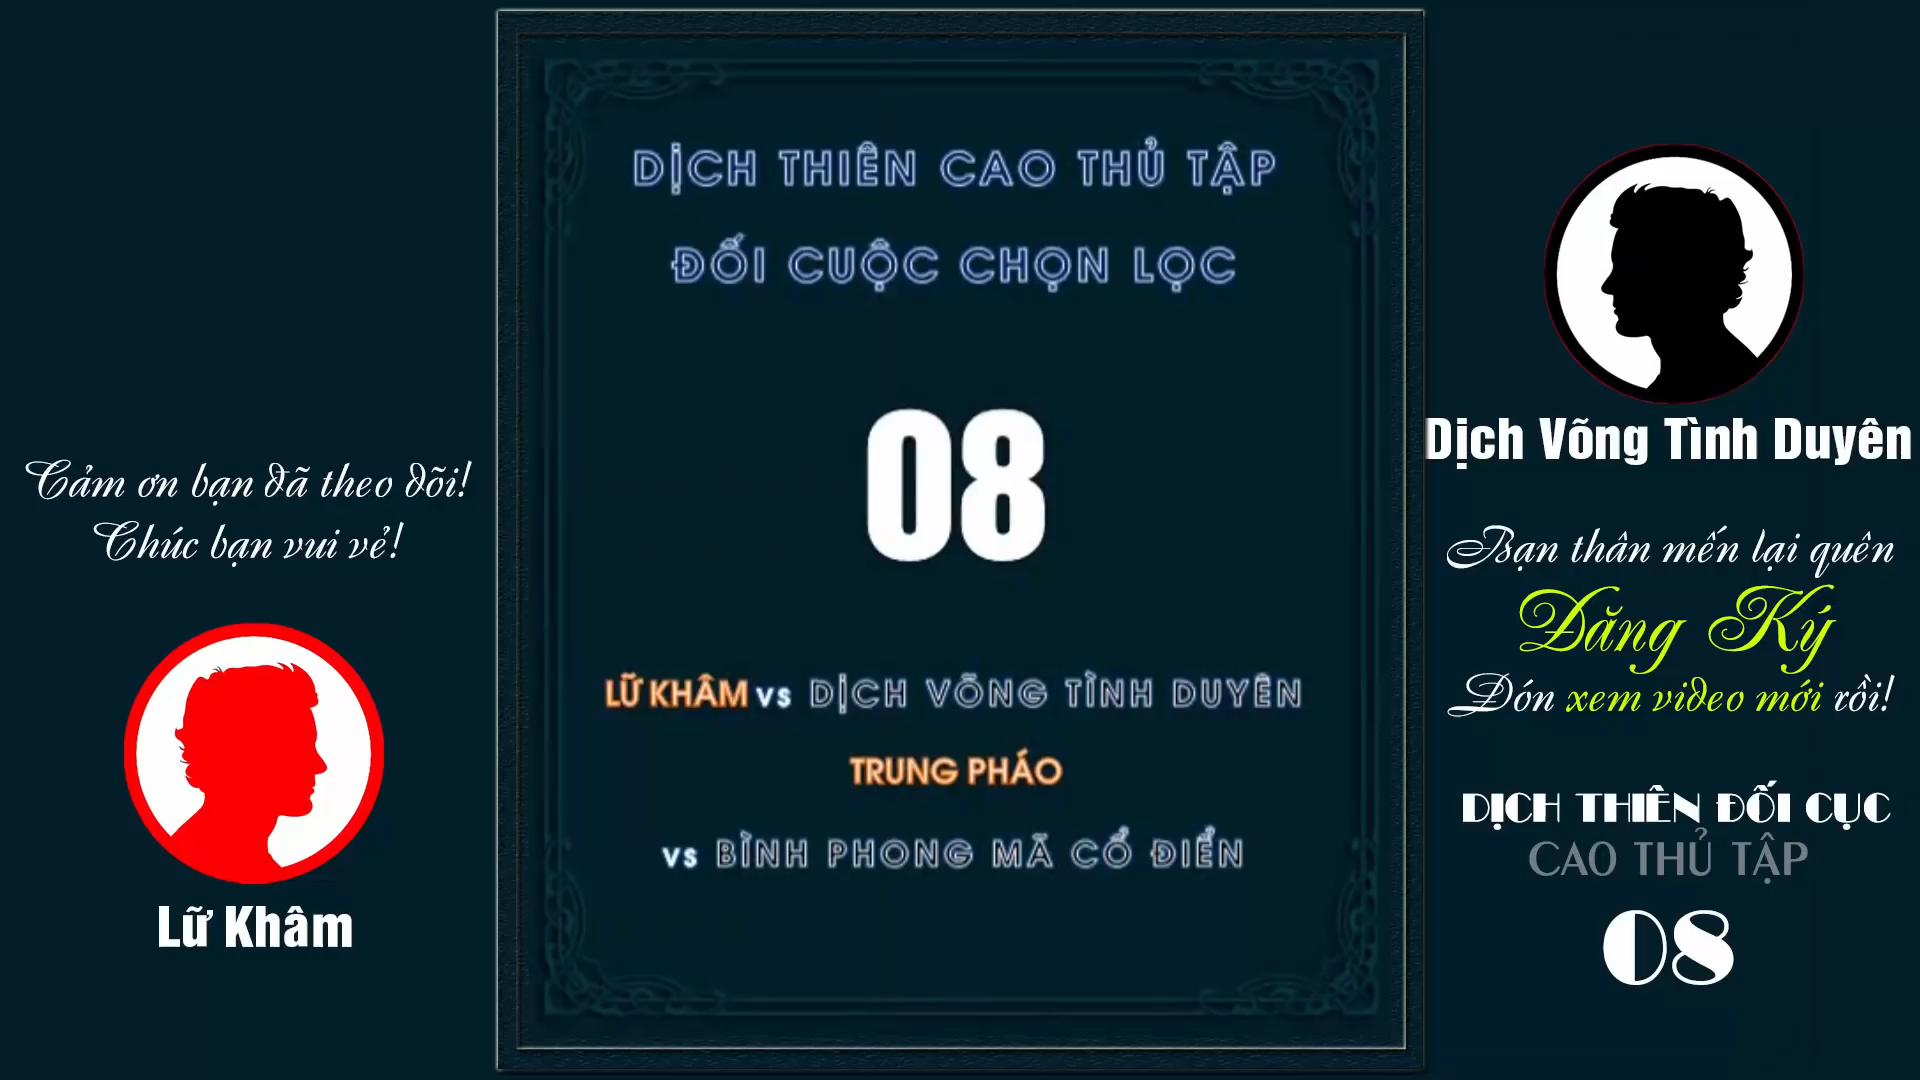 Cảm ơn bạn đã theo dõi!
Chúc bạn vui vẻ!
Lữ Khâm
DỊCH THIÊN CAO THỦ TẬP
ĐỐI CUỘC CHỌN LỌC
08
LỮ KHÂM vs DỊCH VÕNG TÌNH DUYÊN
TRUNG PHÁO
vs BÌNH PHONG MÃ CỔ ĐIỂN
Dịch Võng Tình Duyên
Bạn thân mến lại quên
Đăng Ký
Đón xem video mới rồi!
DỊCH THIÊN ĐỐI CỤC
CAO THỦ TẬP
08